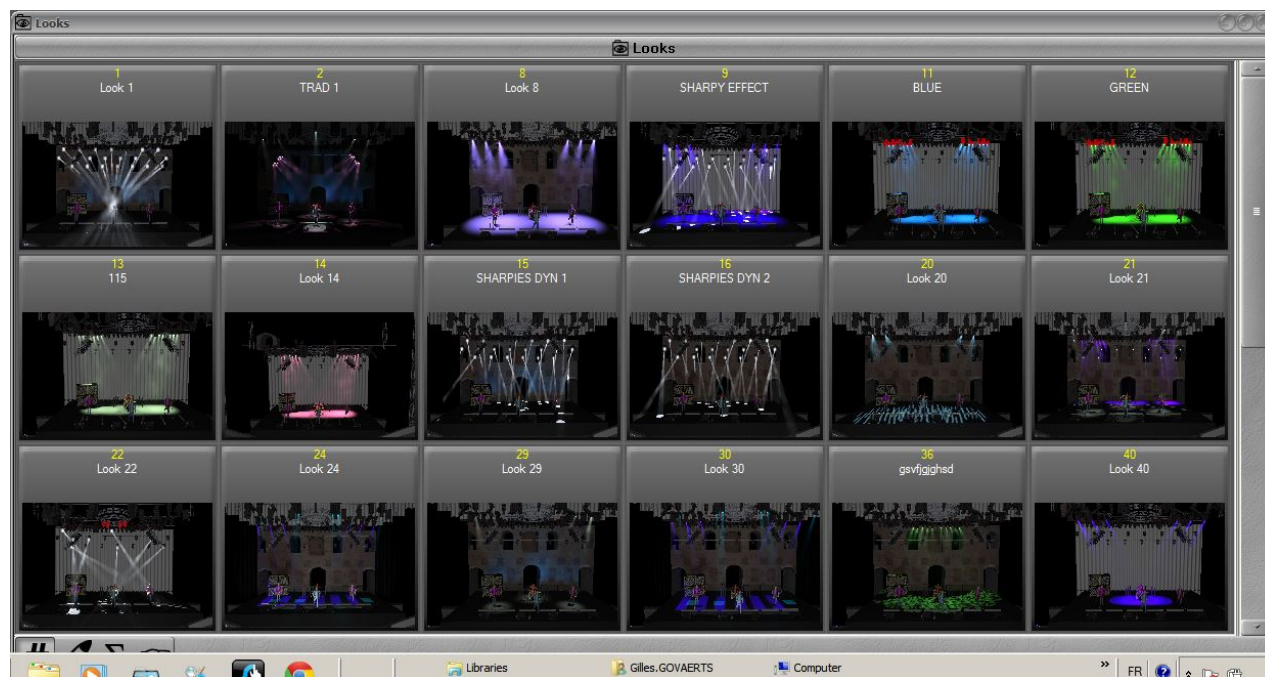 Looks
Looks
1
Look 1
2
TRAD 1
8
Look 8
9
SHARPY EFFECT
11
BLUE
12
GREEN
13
115
14
Look 14
15
SHARPIES DYN 1
16
SHARPIES DYN 2
20
Look 20
21
Look 21
22
Look 22
24
Look 24
29
Look 29
30
Look 30
36
gsvfjgjghsd
40
Look 40
Libraries
Gilles.GOVAERTS
Computer
»
FR